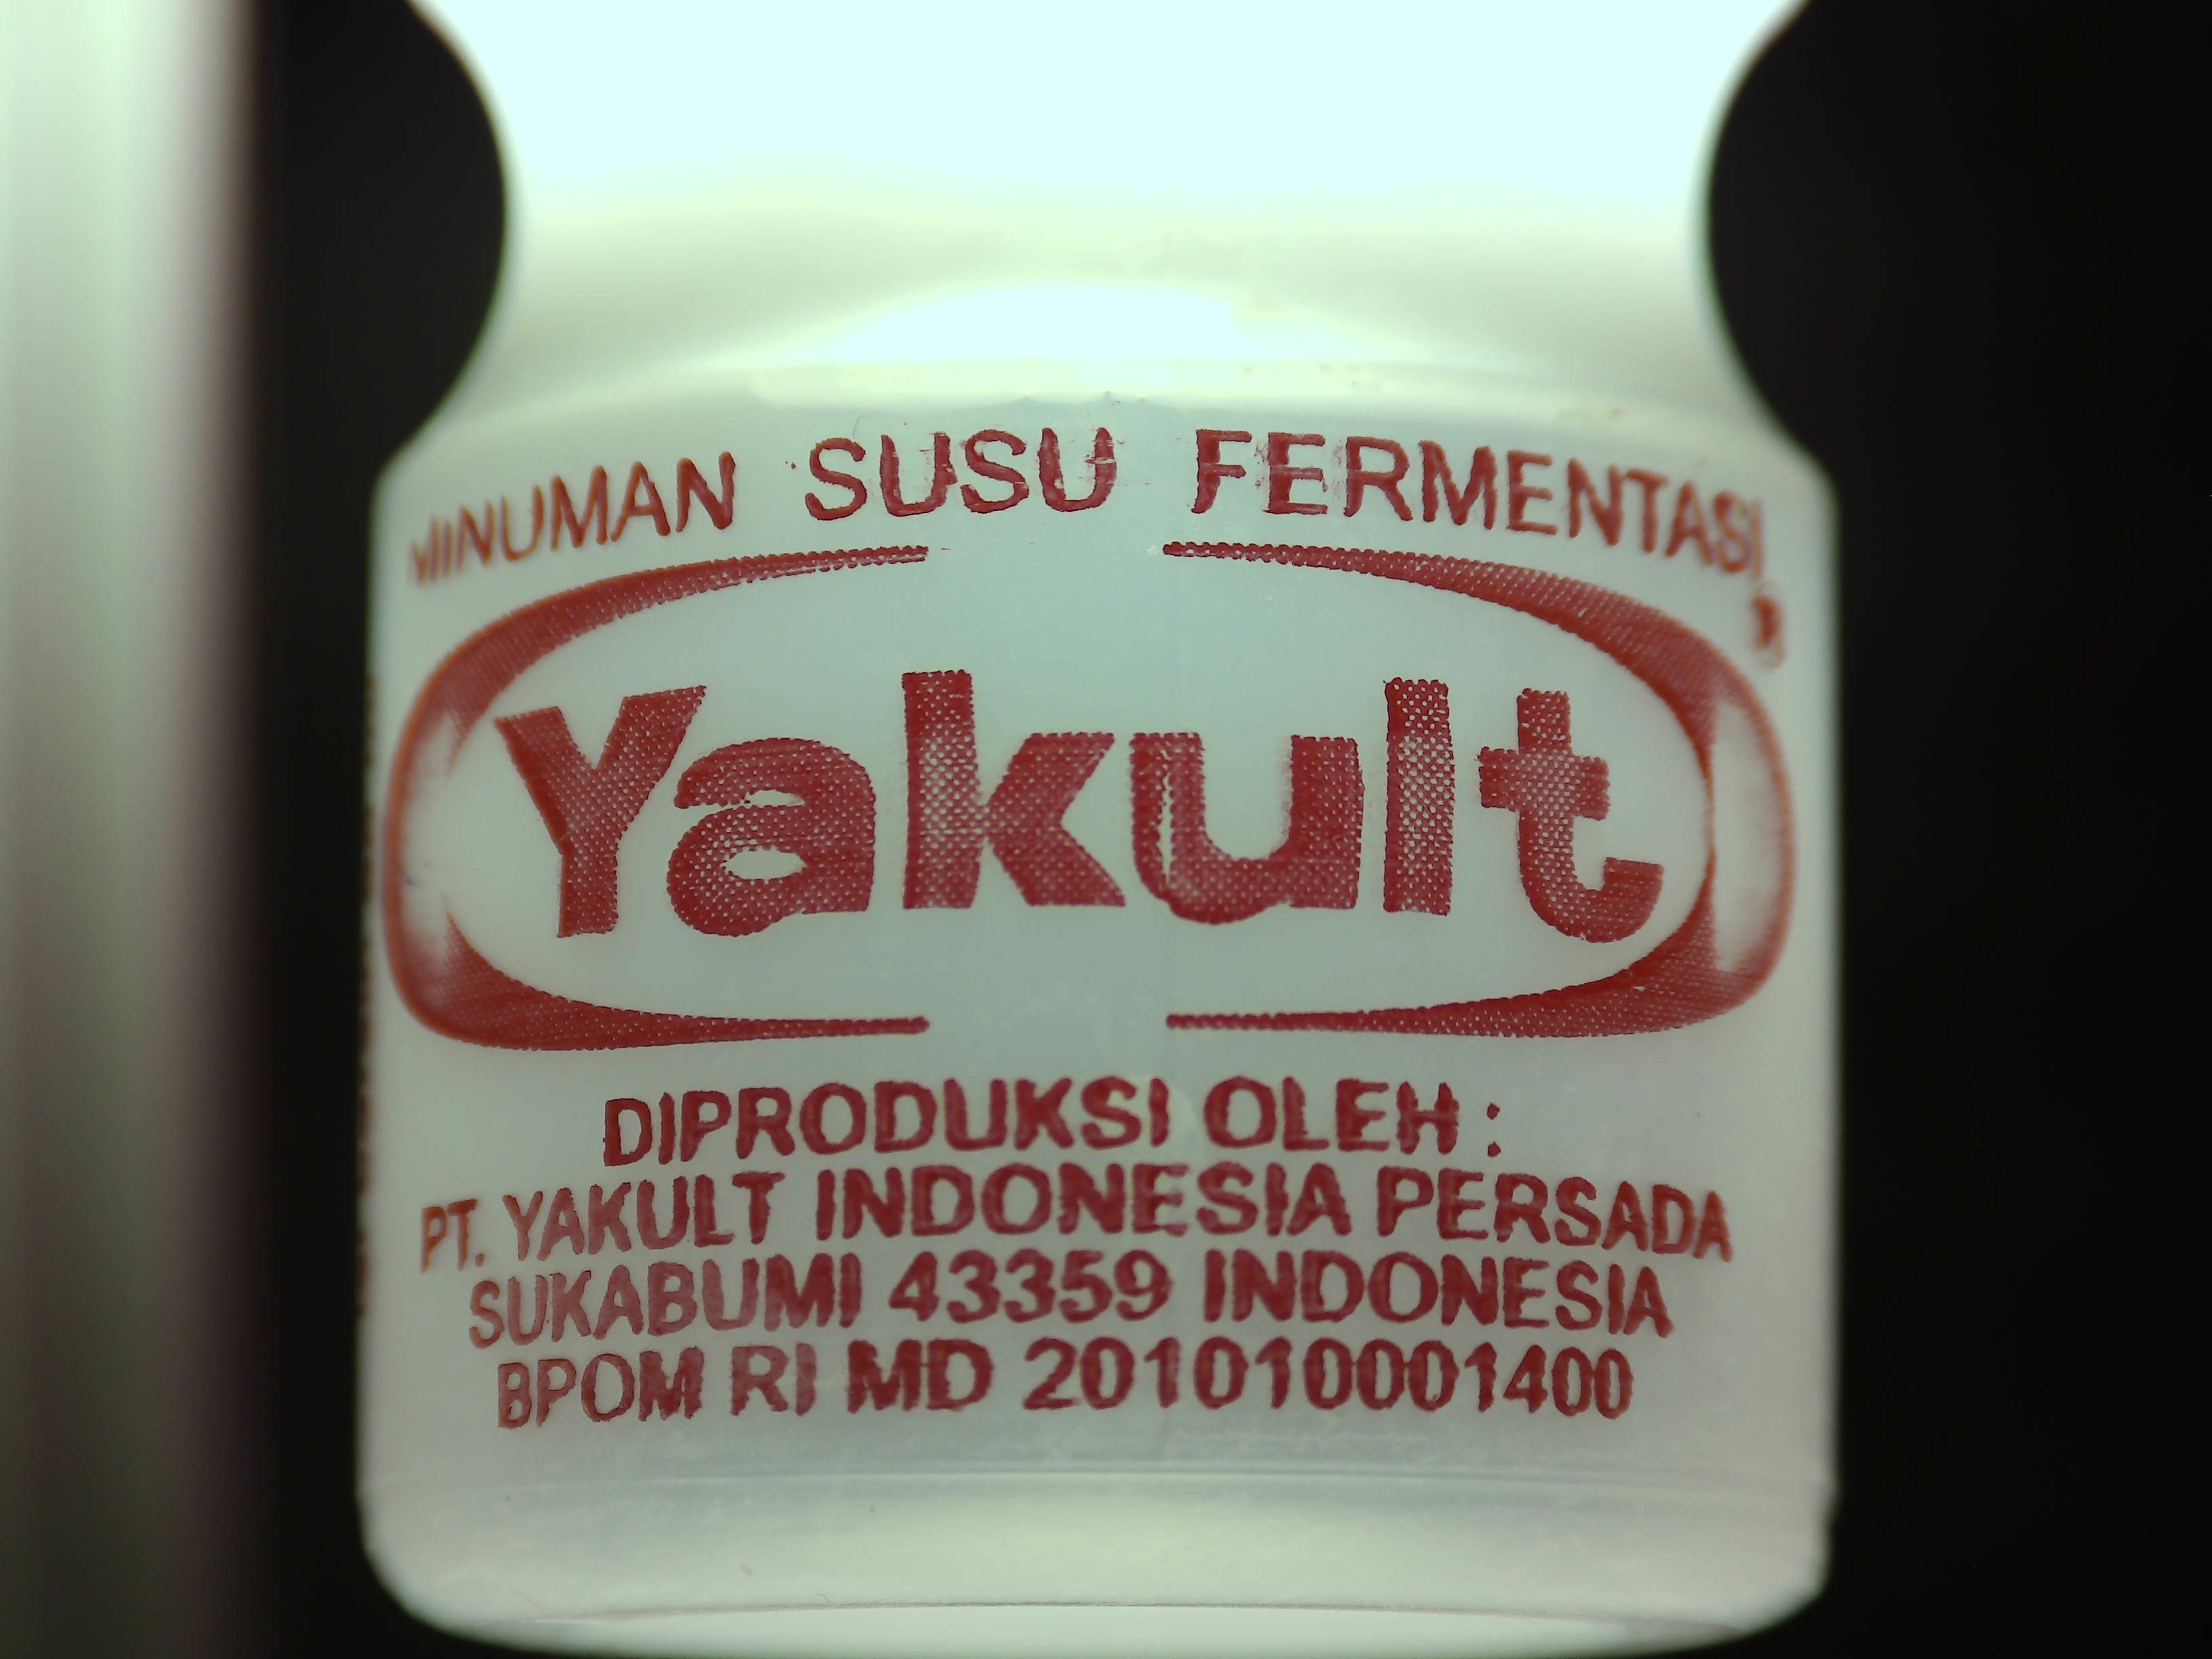 MINUMAN SUSU FERMENTASI
Yakult®
DIPRODUKSI OLEH :
PT. YAKULT INDONESIA PERSADA
SUKABUMI 43359 INDONESIA
BPOM RI MD 201010001400